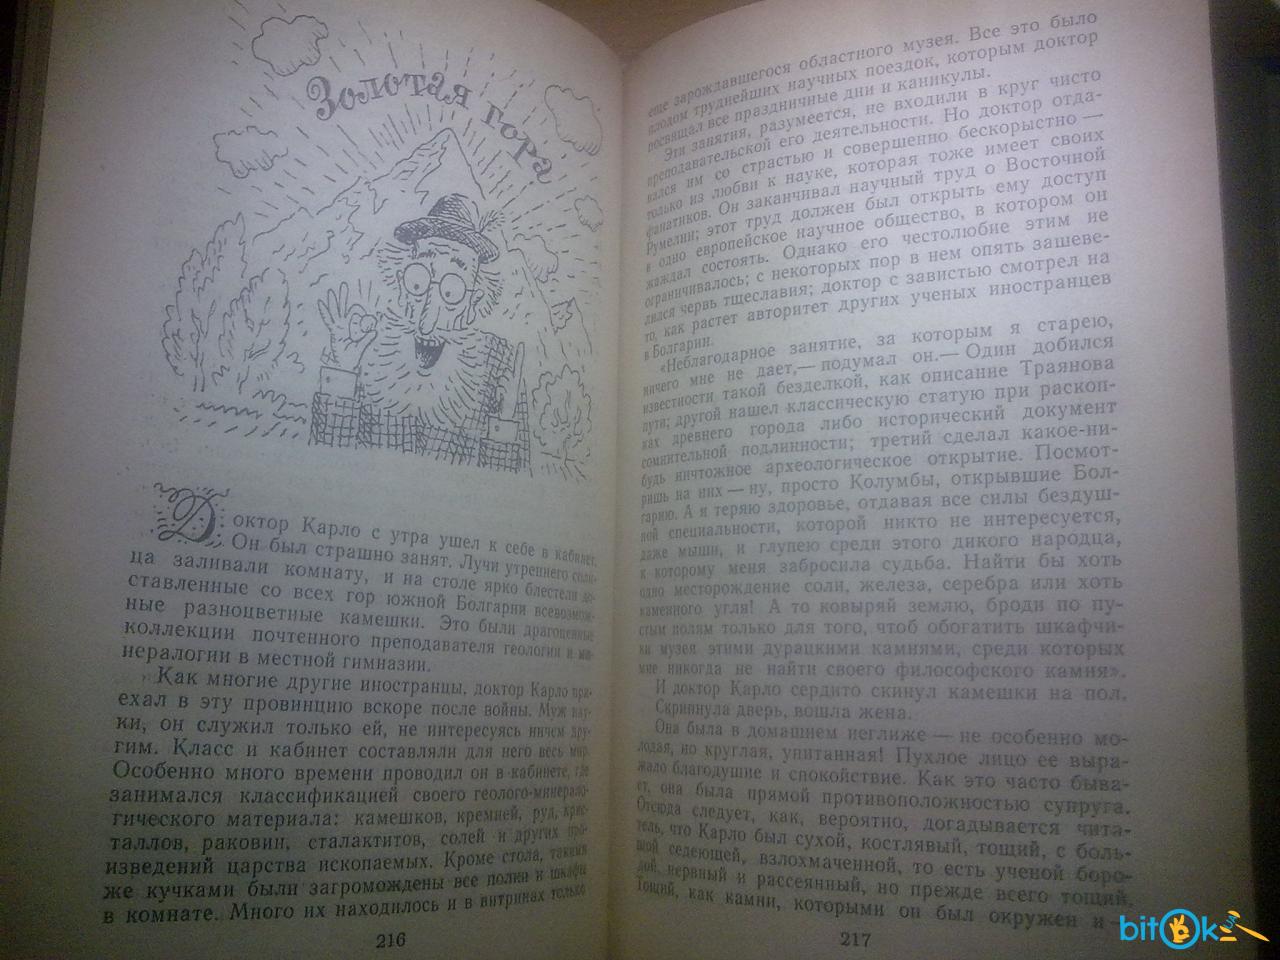 Золотая гора
Доктор Карло с утра ушел к себе в кабинет.
Он был страшно занят. Лучи утреннего солн-
ца заливали комнату, и на столе ярко блестели до-
ставленные со всех гор южной Болгарии всевозмож-
ные разноцветные камешки. Это были драгоценные
коллекции почтенного преподавателя геологии и ми-
нералогии в местной гимназии.
Как многие другие иностранцы, доктор Карло при-
ехал в эту провинцию вскоре после войны. Муж нау-
ки, он служил только ей, не интересуясь ничем дру-
гим. Класс и кабинет составляли для него весь мир.
Особенно много времени проводил он в кабинете, где
занимался классификацией своего геолого-минерало-
гического материала: камешков, кремней, руд, крис-
таллов, раковин, сталактитов, солей и других про-
изведений царства ископаемых. Кроме стола, такими
же кучками были загромождены все полки и шкафы
в комнате. Много их находилось и в витринах только
216
еще зарождавшегося областного музея. Все это было
плодом труднейших научных поездок, которым доктор
посвящал все праздничные дни и каникулы.
Эти занятия, разумеется, не входили в круг чисто
преподавательской его деятельности. Но доктор отда-
вался им со страстью и совершенно бескорыстно —
только из любви к науке, которая тоже имеет своих
фанатиков. Он заканчивал научный труд о Восточной
Румелии; этот труд должен был открыть ему доступ
в одно европейское научное общество, в котором он
жаждал состоять. Однако его честолюбие этим не
ограничивалось; с некоторых пор в нем опять зашеве-
лился червь тщеславия; доктор с завистью смотрел на
то, как растет авторитет других ученых иностранцев
в Болгарии.
«Неблагодарное занятие, за которым я старею,
ничего мне не дает,— подумал он.— Один добился
известности такой безделкой, как описание Траянова
пути; другой нашел классическую статую при раскоп-
ках древнего города либо исторический документ
сомнительной подлинности; третий сделал какое-ни-
будь ничтожное археологическое открытие. Посмот-
ришь на них — ну, просто Колумбы, открывшие Бол-
гарию. А я теряю здоровье, отдавая все силы бездуш-
ной специальности, которой никто не интересуется,
даже мыши, и глупею среди этого дикого народца,
к которому меня забросила судьба. Найти бы хоть
одно месторождение соли, железа, серебра или хоть
каменного угля! А то ковыряй землю, броди по пу-
стым полям только для того, чтоб обогатить шкафчи-
ки музея этими дурацкими камнями, среди которых
мне никогда не найти своего философского камня».
И доктор Карло сердито скинул камешки на пол.
Скрипнула дверь, вошла жена.
Она была в домашнем неглиже — не особенно мо-
лодая, но круглая, упитанная! Пухлое лицо ее выра-
жало благодушие и спокойствие. Как это часто быва-
ет, она была прямой противоположностью супруга.
Отсюда следует, как, вероятно, догадывается чита-
тель, что Карло был сухой, костлявый, тощий, с боль-
шой седеющей, взлохмаченной, то есть ученой боро-
дой, нервный и рассеянный, но прежде всего тощий.
Тощий, как камни, которыми он был окружен и —
217
bitOk
UA